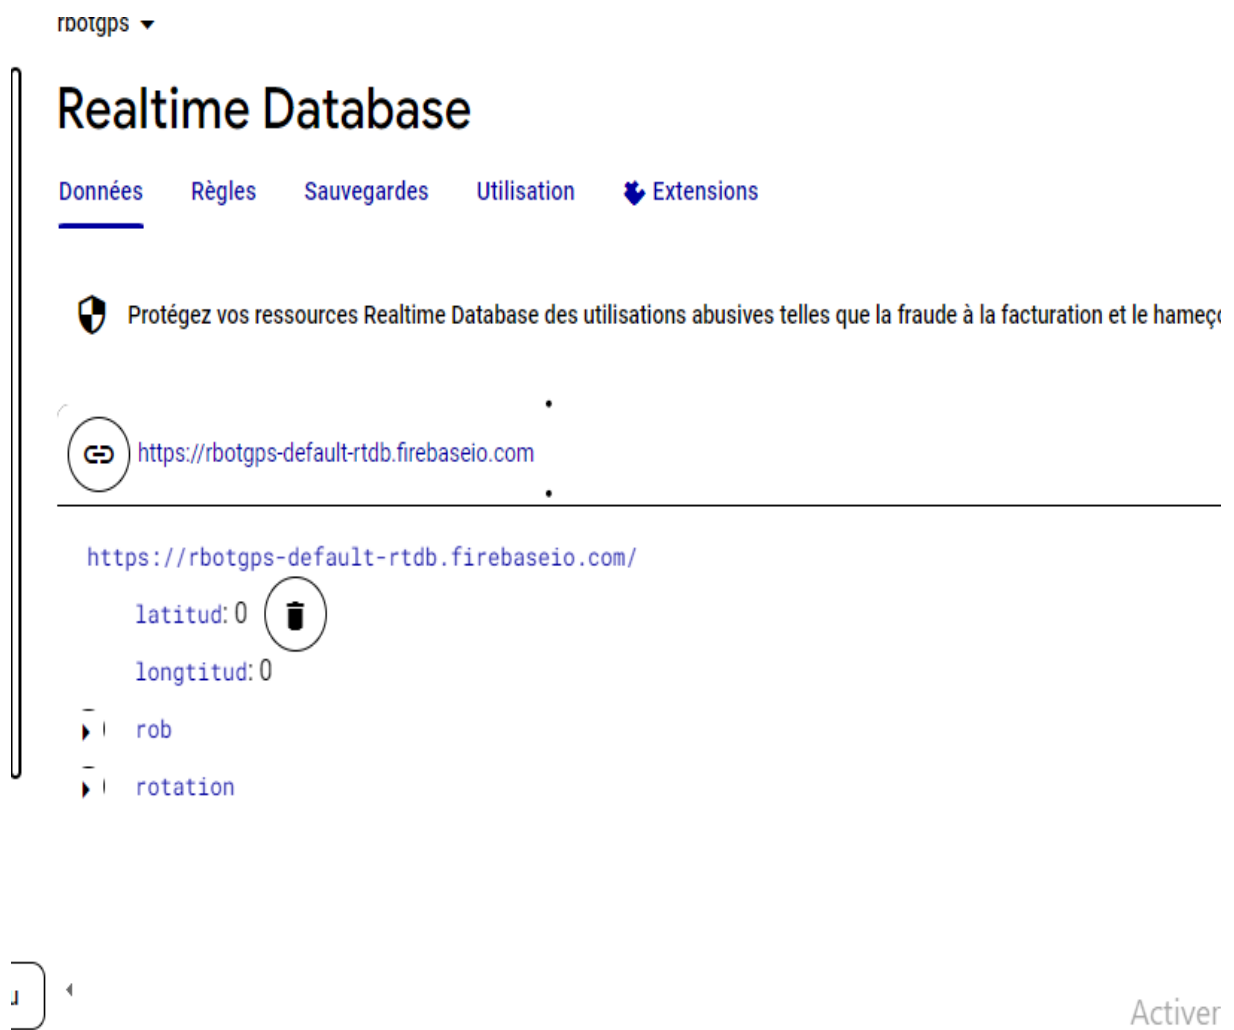 rbotgps
Realtime Database
Données Règles Sauvegardes Utilisation Extensions
Protégez vos ressources Realtime Database des utilisations abusives telles que la fraude à la facturation et le
https://rbotgps-default-rtdb.firebaseio.com
https://rbotgps-default-rtdb.firebaseio.com/
latitud: 0
longtitud: 0
rob
rotation
Activer